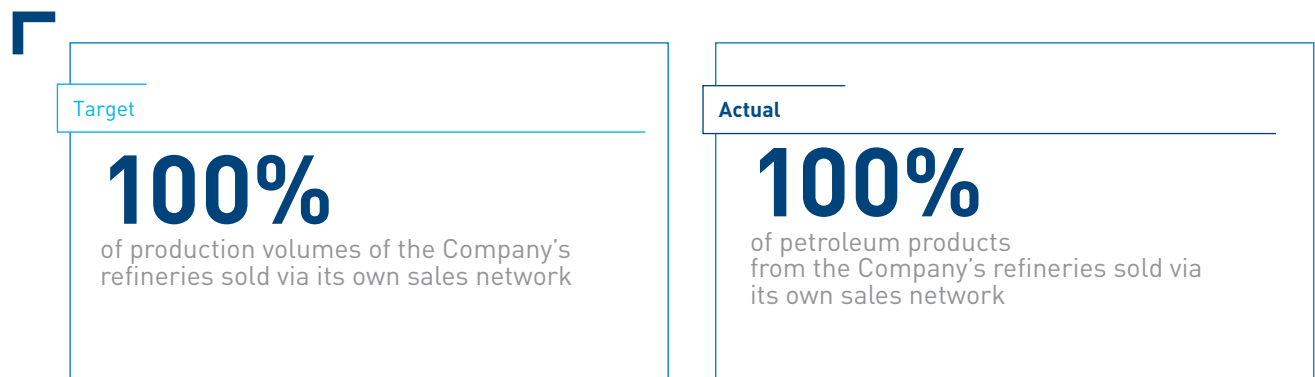 Target
100%
of production volumes of the Company’s
refineries sold via its own sales network
Actual
100%
of petroleum products
from the Company’s refineries sold via
its own sales network